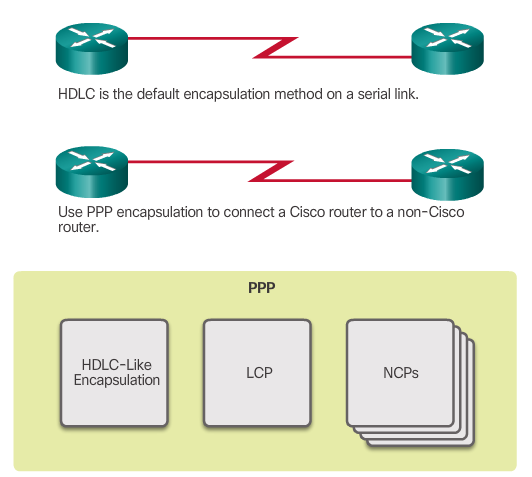 HDLC is the default encapsulation method on a serial link.
Use PPP encapsulation to connect a Cisco router to a non-Cisco
router.
PPP
HDLC-Like
Encapsulation
LCP
NCPs